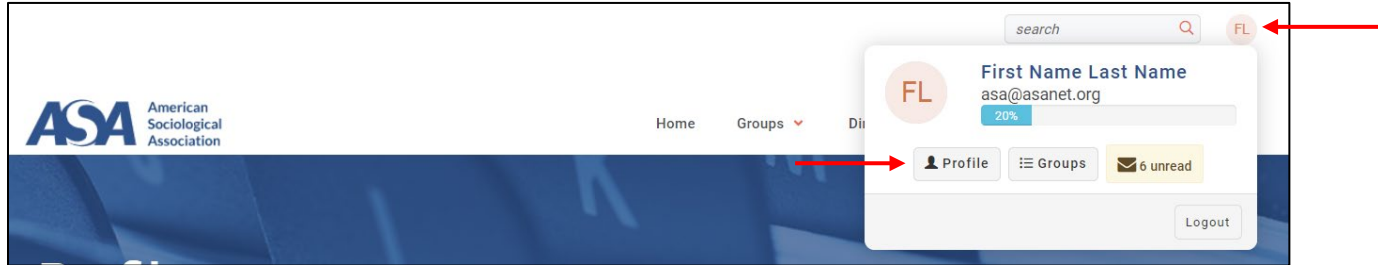 search
FL
First Name Last Name
FL
asa@asanet.org
20%
ASA
American
Sociological
Association
Home Groups
Profile Groups 6 unread
Logout